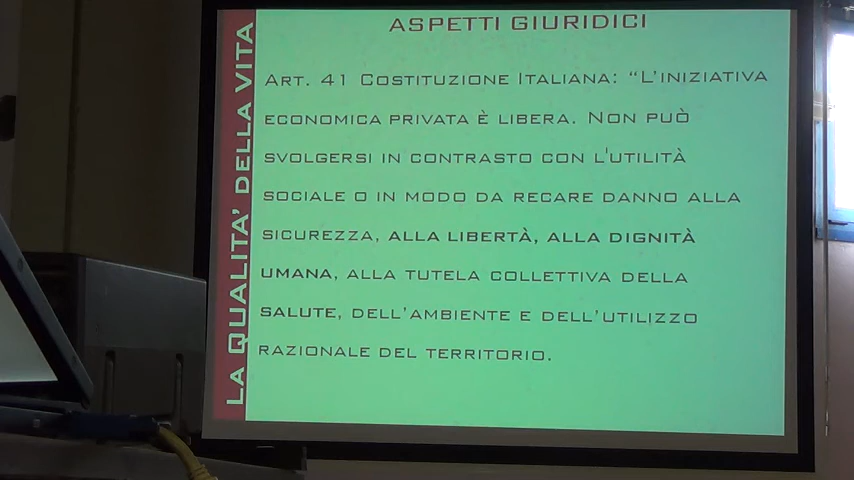 ASPETTI GIURIDICI
LA QUALITA' DELLA VITA
ART. 41 COSTITUZIONE ITALIANA: “L'INIZIATIVA
ECONOMICA PRIVATA È LIBERA. NON PUÒ
SVOLGERSI IN CONTRASTO CON L'UTILITÀ
SOCIALE O IN MODO DA RECARE DANNO ALLA
SICUREZZA, ALLA LIBERTÀ, ALLA DIGNITÀ
UMANA, ALLA TUTELA COLLETTIVA DELLA
SALUTE, DELL'AMBIENTE E DELL'UTILIZZO
RAZIONALE DEL TERRITORIO.